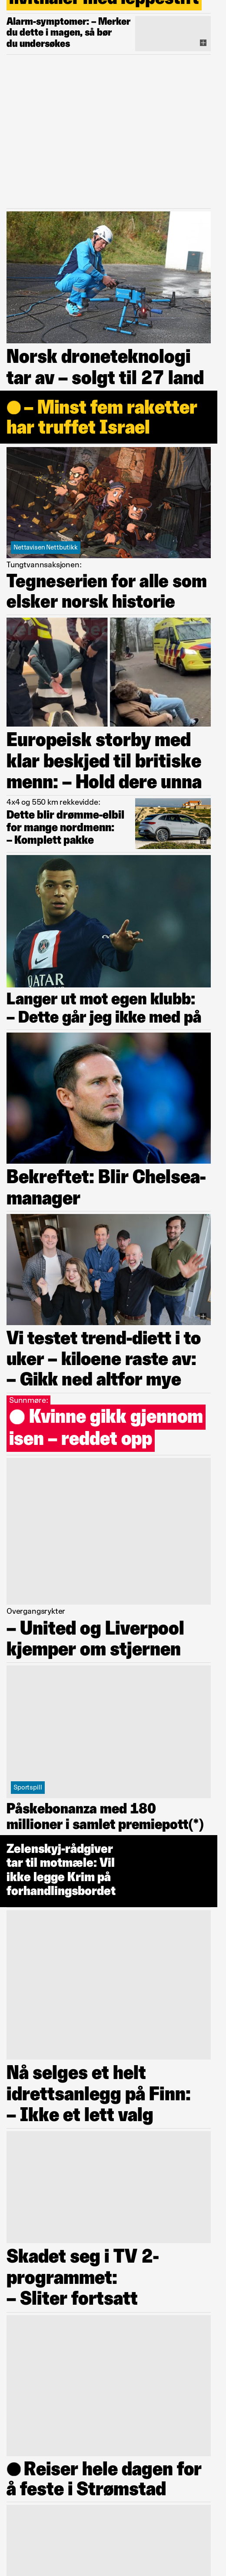 hvithaier med leppestift
Alarm-symptomer: – Merker
du dette i magen, så bør
du undersøkes
Norsk droneteknologi
tar av – solgt til 27 land
– Minst fem raketter
har truffet Israel
Nettavisen Nettbutikk
Tungtvannsaksjonen:
Tegneserien for alle som
elsker norsk historie
Europeisk storby med
klar beskjed til britiske
menn: – Hold dere unna
4x4 og 550 km rekkevidde:
Dette blir drømme-elbil
for mange nordmenn:
– Komplett pakke
Langer ut mot egen klubb:
– Dette går jeg ikke med på
Bekreftet: Blir Chelsea-
manager
Vi testet trend-diett i to
uker – kiloene raste av:
– Gikk ned altfor mye
Sunnmøre:
Kvinne gikk gjennom
isen – reddet opp
Overgangsrykter
– United og Liverpool
kjemper om stjernen
Sportspill
Påskebonanza med 180
millioner i samlet premiepott(*)
Zelenskyj-rådgiver
tar til motmæle: Vil
ikke legge Krim på
forhandlingsbordet
Nå selges et helt
idrettsanlegg på Finn:
– Ikke et lett valg
Skadet seg i TV 2-
programmet:
– Sliter fortsatt
Reiser hele dagen for
å feste i Strømstad